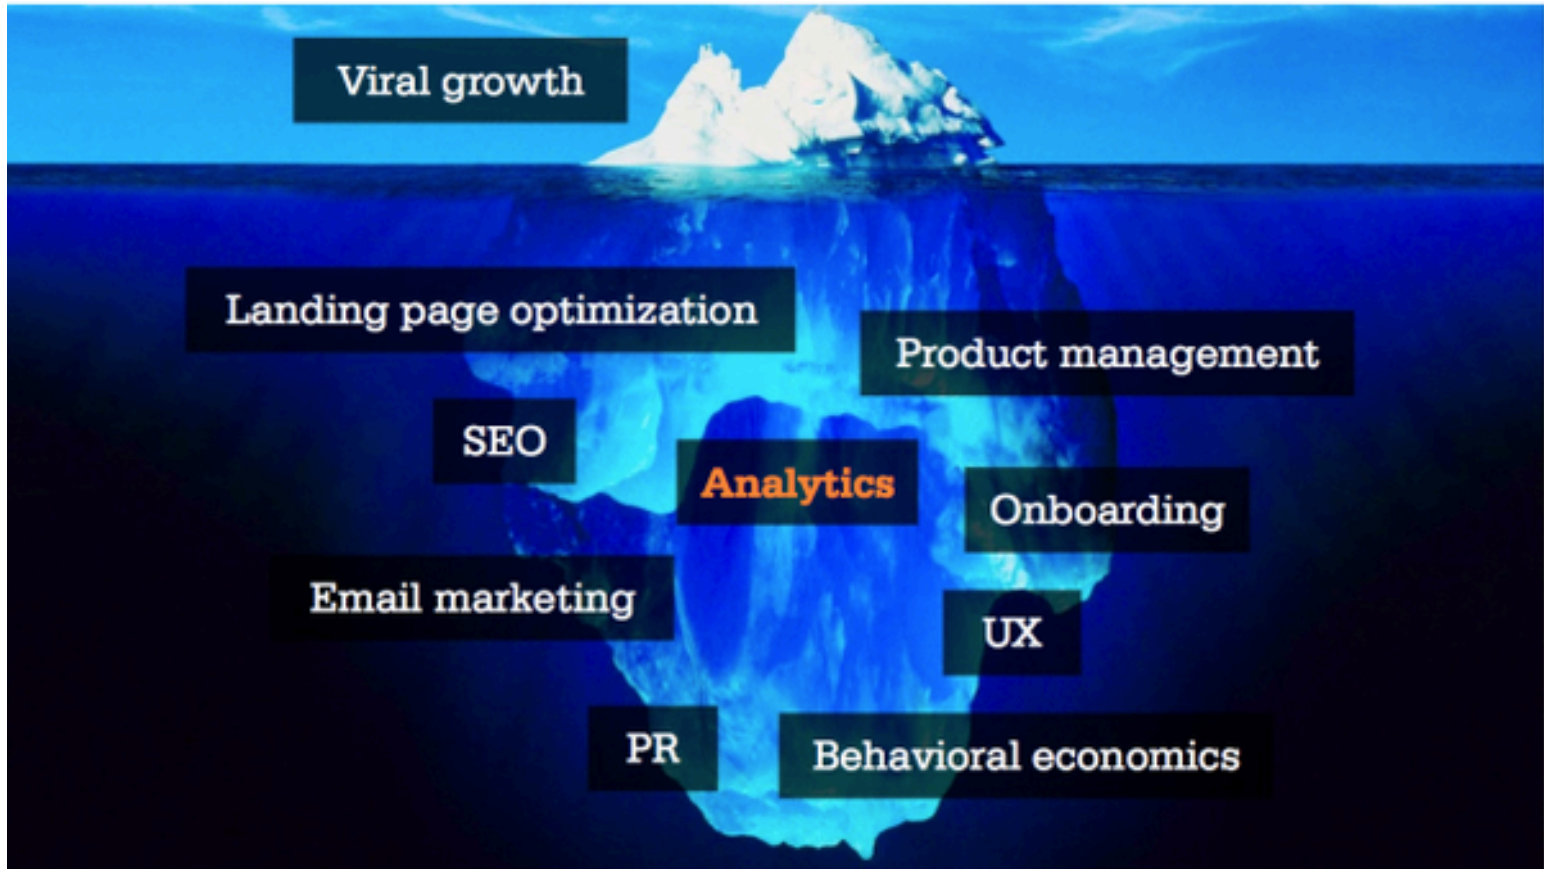 Viral growth
Landing page optimization
Product management
SEO
Analytics
Onboarding
Email marketing
UX
PR
Behavioral economics